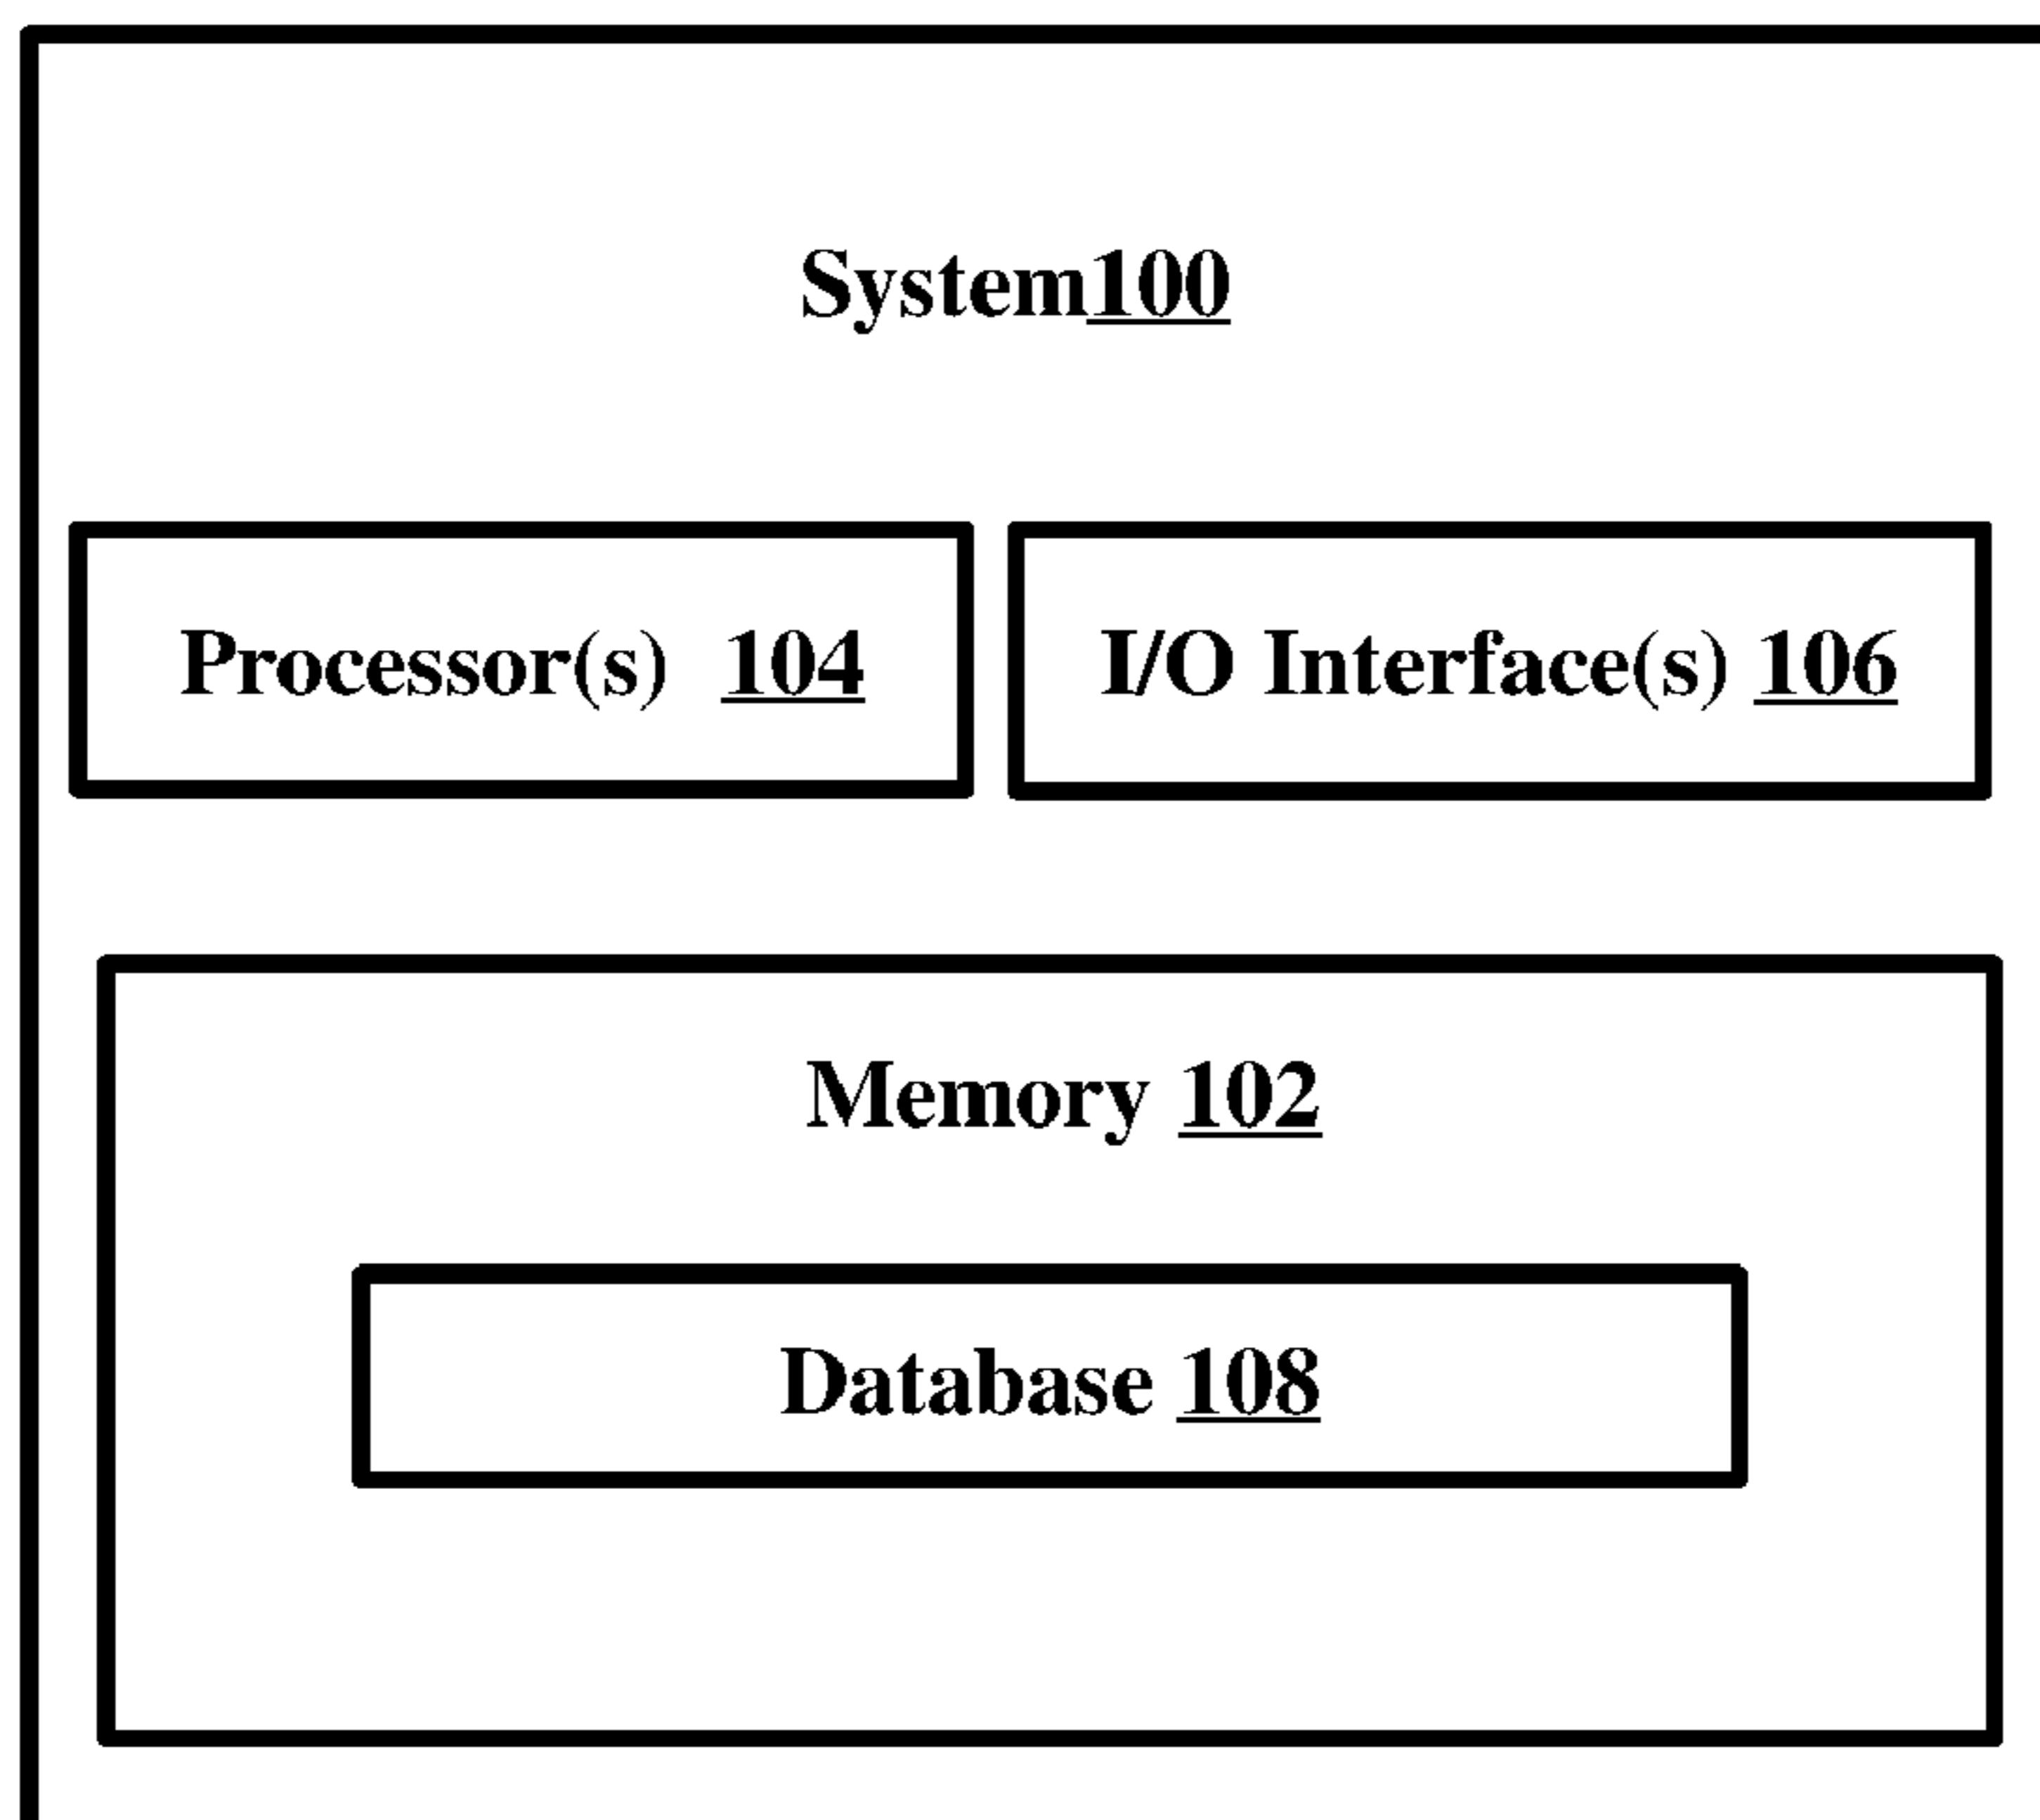 System100
Processor(s) 104
I/O Interface(s) 106
Memory 102
Database 108